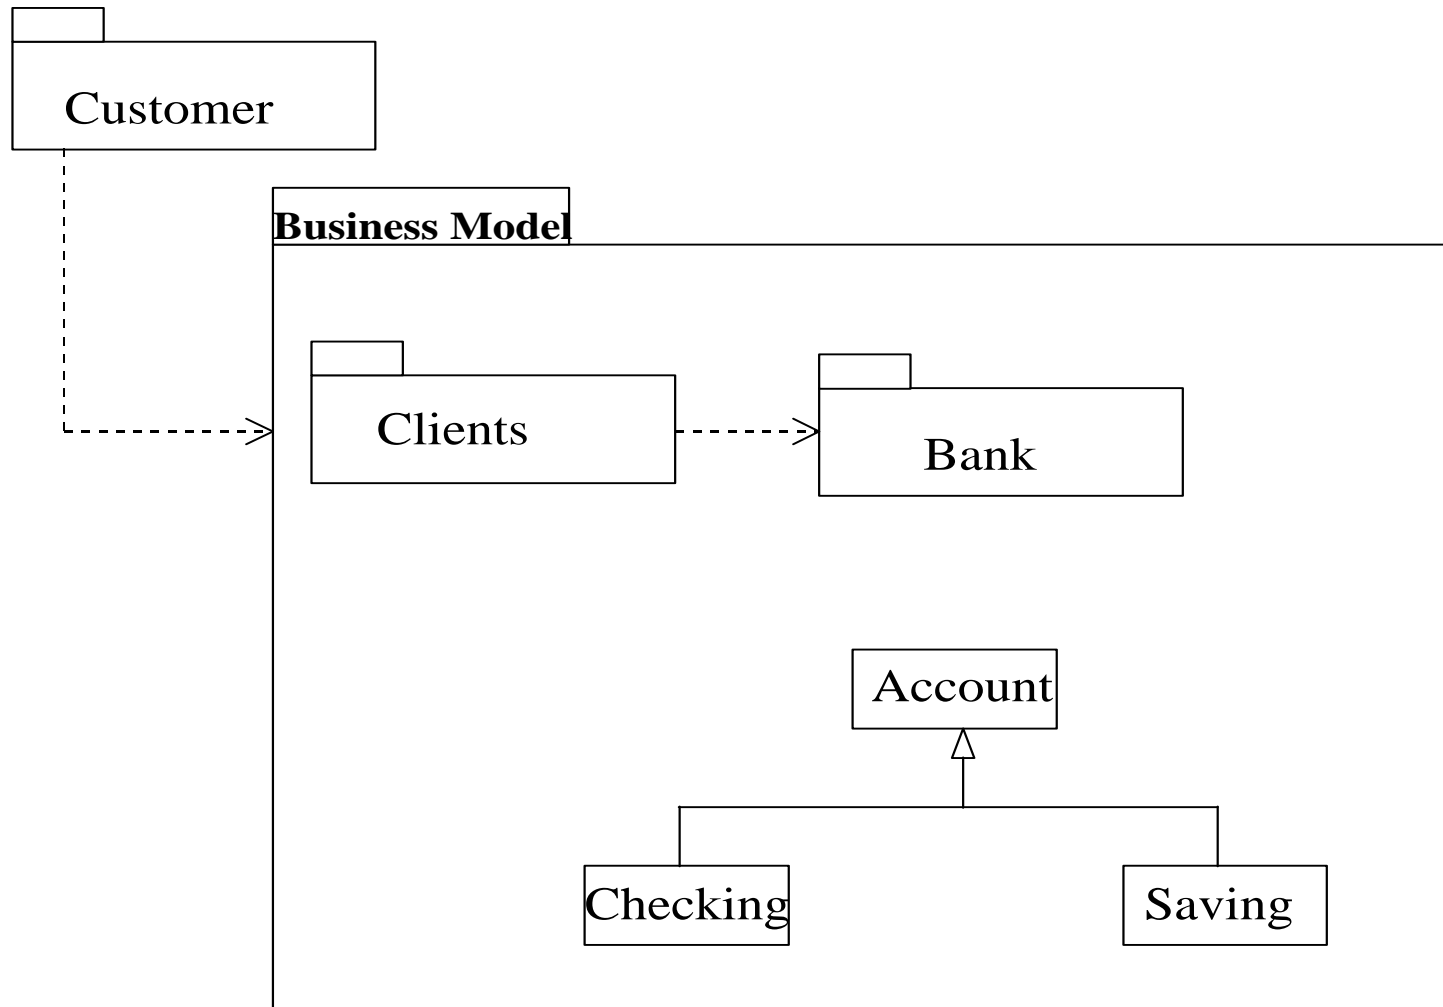 Customer
Business Model
Clients
Bank
Account
Checking
Saving